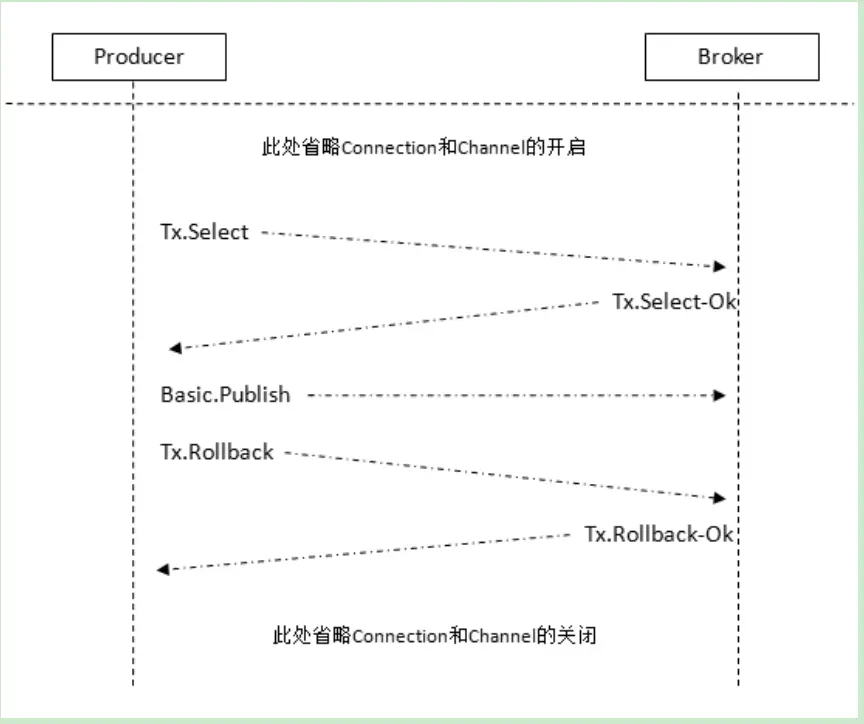 Producer
Broker
此处省略Connection和Channel的开启
Tx.Select
Tx.Select-Ok
Basic.Publish
Tx.Rollback
Tx.Rollback-Ok
此处省略Connection和Channel的关闭